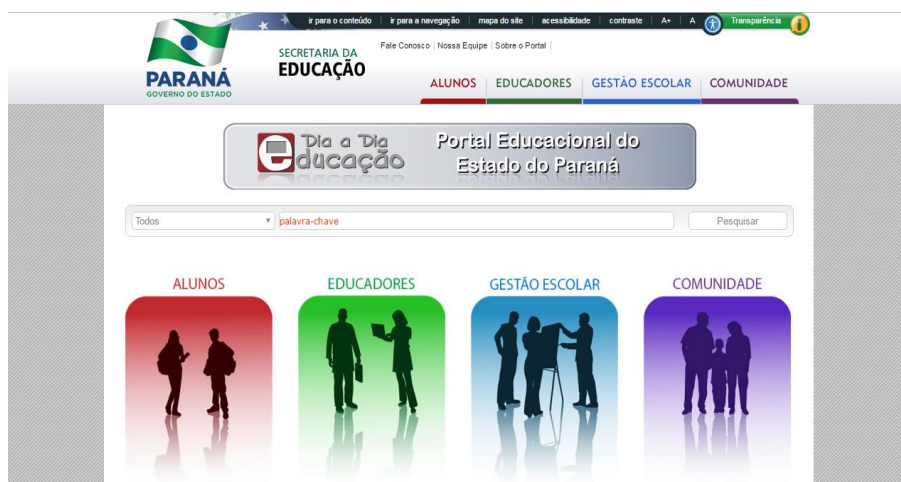 ir para o conteúdo | ir para a navegação | mapa do site | acessibilidade | contraste | A+ | A
Transparência
Fale Conosco | Nossa Equipe | Sobre o Portal |
SECRETARIA DA
EDUCAÇÃO
PARANÁ
GOVERNO DO ESTADO
ALUNOS | EDUCADORES | GESTÃO ESCOLAR | COMUNIDADE
Dia a Dia
educação
Portal Educacional do
Estado do Paraná
Todos palavra-chave Pesquisar
ALUNOS EDUCADORES GESTÃO ESCOLAR COMUNIDADE